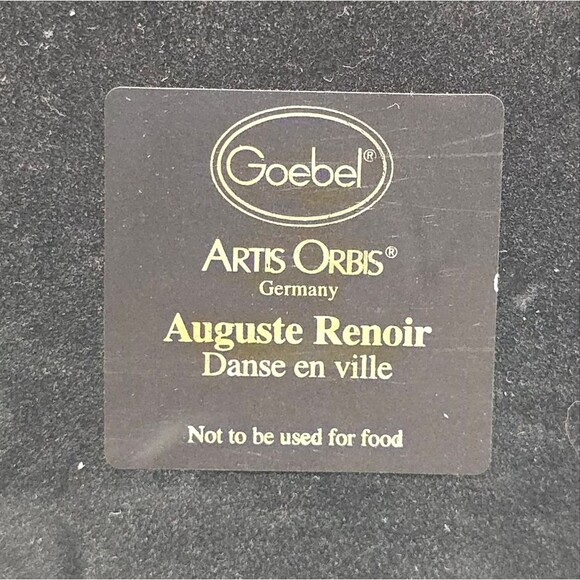 Goebel®
ARTIS ORBIS®
Germany
Auguste Renoir
Danse en ville
Not to be used for food